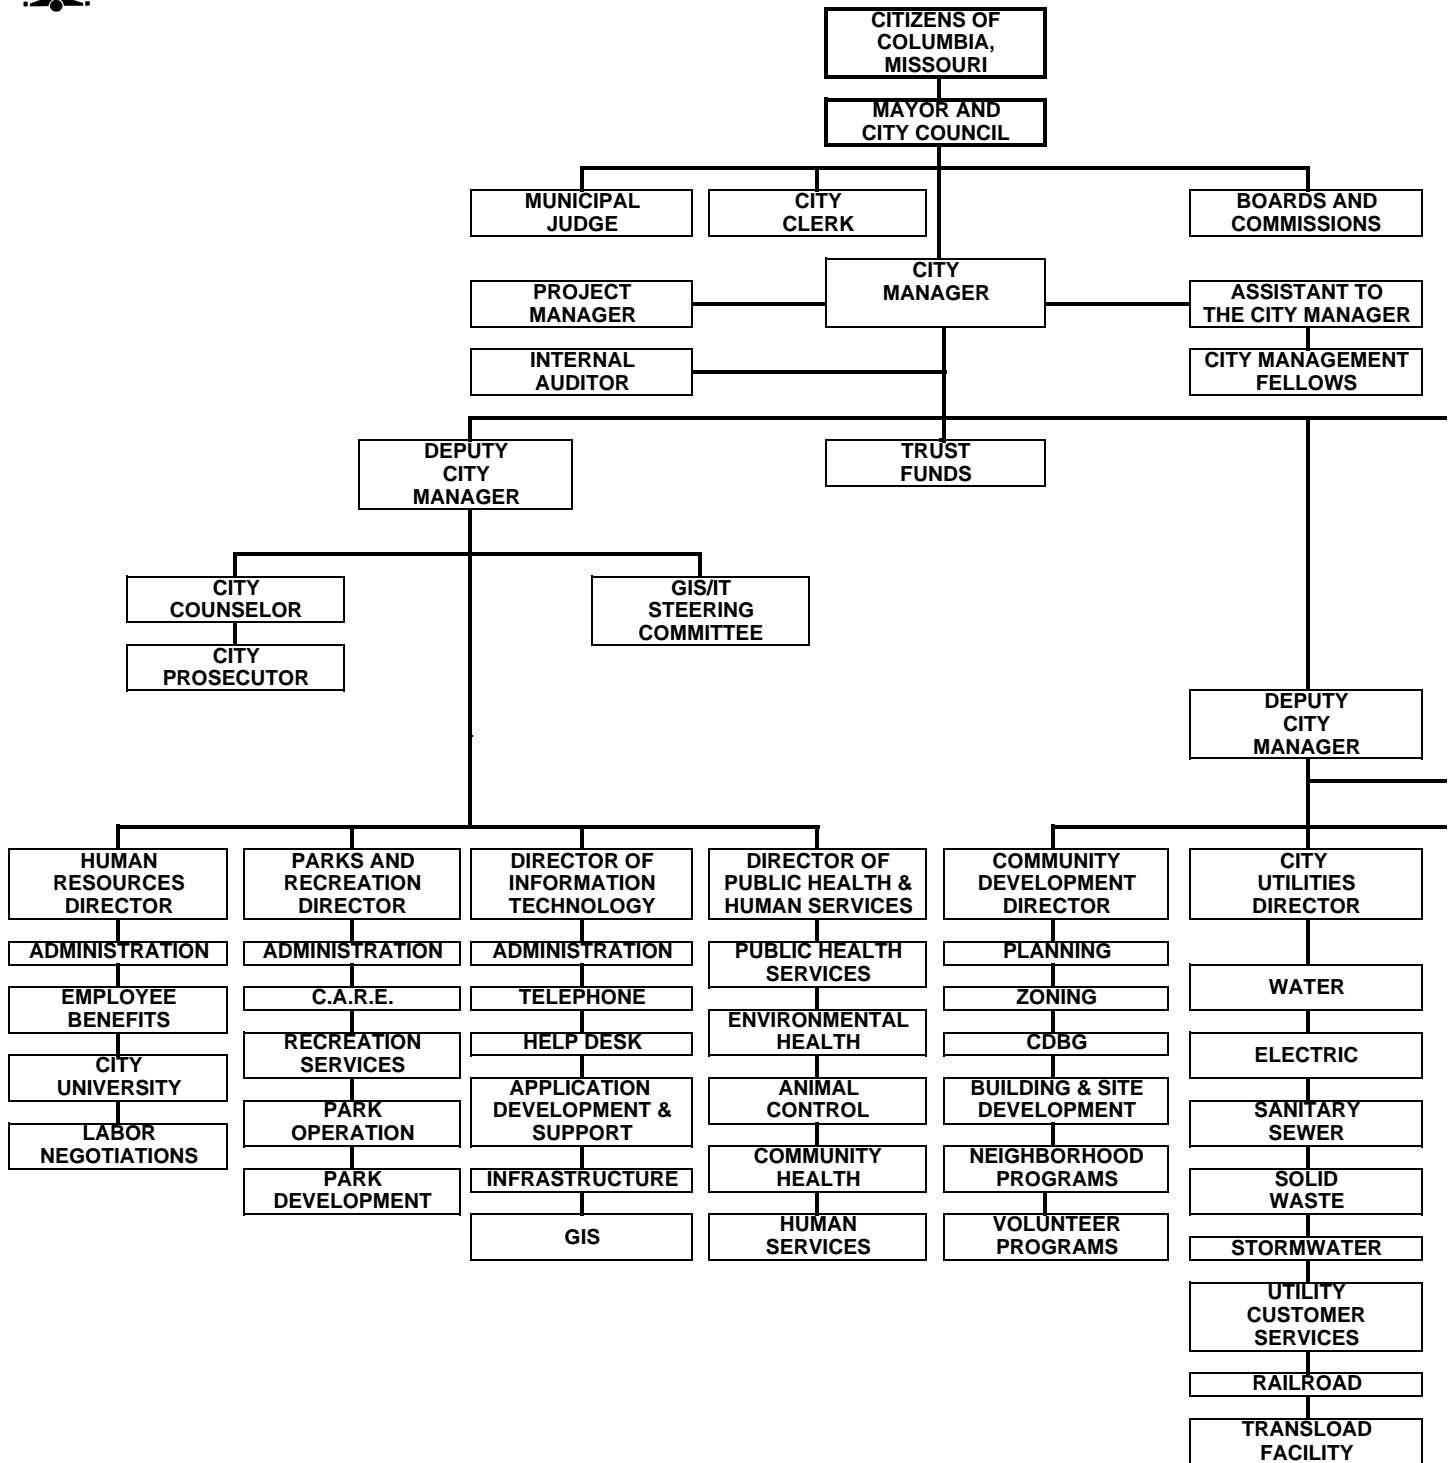 CITIZENS OF
COLUMBIA,
MISSOURI
MAYOR AND
CITY COUNCIL
MUNICIPAL
JUDGE
CITY
CLERK
BOARDS AND
COMMISSIONS
CITY
MANAGER
PROJECT
MANAGER
ASSISTANT TO
THE CITY MANAGER
INTERNAL
AUDITOR
CITY MANAGEMENT
FELLOWS
DEPUTY
CITY
MANAGER
TRUST
FUNDS
CITY
COUNSELOR
GIS/IT
STEERING
COMMITTEE
CITY
PROSECUTOR
DEPUTY
CITY
MANAGER
HUMAN
RESOURCES
DIRECTOR
ADMINISTRATION
EMPLOYEE
BENEFITS
CITY
UNIVERSITY
LABOR
NEGOTIATIONS
PARKS AND
RECREATION
DIRECTOR
ADMINISTRATION
C.A.R.E.
RECREATION
SERVICES
PARK
OPERATION
PARK
DEVELOPMENT
DIRECTOR OF
INFORMATION
TECHNOLOGY
ADMINISTRATION
TELEPHONE
HELP DESK
APPLICATION
DEVELOPMENT &
SUPPORT
INFRASTRUCTURE
GIS
DIRECTOR OF
PUBLIC HEALTH &
HUMAN SERVICES
PUBLIC HEALTH
SERVICES
ENVIRONMENTAL
HEALTH
ANIMAL
CONTROL
COMMUNITY
HEALTH
HUMAN
SERVICES
COMMUNITY
DEVELOPMENT
DIRECTOR
PLANNING
ZONING
CDBG
BUILDING & SITE
DEVELOPMENT
NEIGHBORHOOD
PROGRAMS
VOLUNTEER
PROGRAMS
CITY
UTILITIES
DIRECTOR
WATER
ELECTRIC
SANITARY
SEWER
SOLID
WASTE
STORMWATER
UTILITY
CUSTOMER
SERVICES
RAILROAD
TRANSLOAD
FACILITY